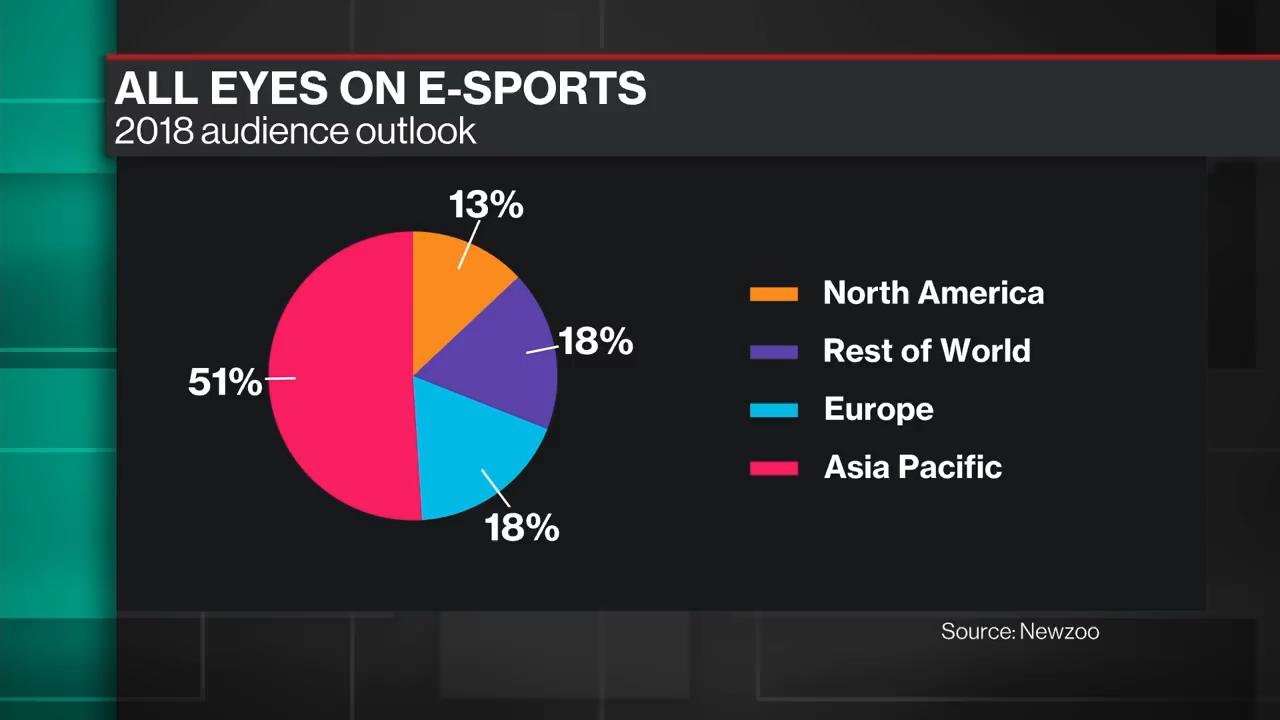 ALL EYES ON E-SPORTS
2018 audience outlook
13%
18%
51%
18%
North America
Rest of World
Europe
Asia Pacific
Source: Newzoo